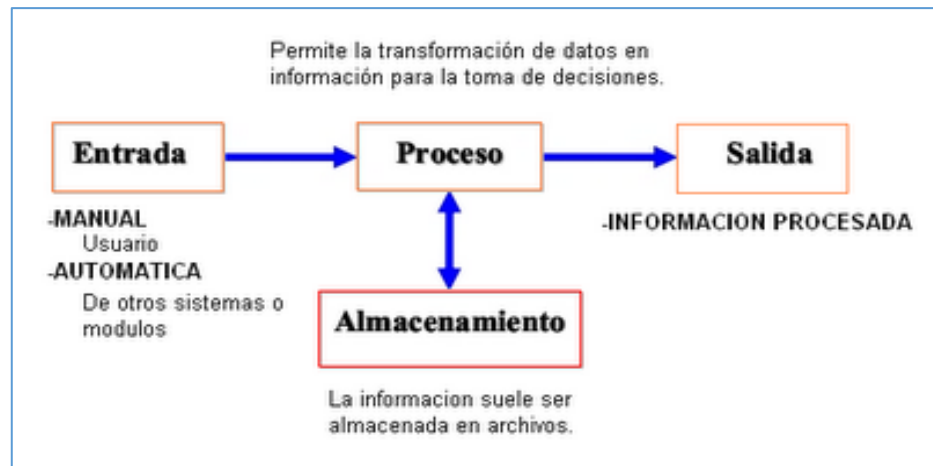 Permite la transformación de datos en
información para la toma de decisiones.
Entrada
Proceso
Salida
-MANUAL
Usuario
-AUTOMATICA
De otros sistemas o
modulos
-INFORMACION PROCESADA
Almacenamiento
La informacion suele ser
almacenada en archivos.